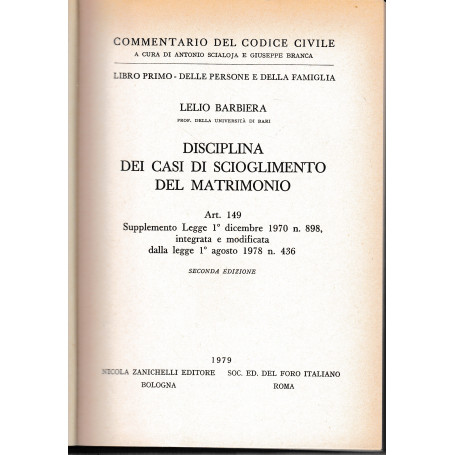 COMMENTARIO DEL CODICE CIVILE
A CURA DI ANTONIO SCIALOJA E GIUSEPPE BRANCA
LIBRO PRIMO - DELLE PERSONE E DELLA FAMIGLIA
LELIO BARBIERA
PROF. DELLA UNIVERSITÀ DI BARI
DISCIPLINA
DEI CASI DI SCIOGLIMENTO
DEL MATRIMONIO
Art. 149
Supplemento Legge 1° dicembre 1970 n. 898,
integrata e modificata
dalla legge 1° agosto 1978 n. 436
SECONDA EDIZIONE
1979
NICOLA ZANICHELLI EDITORE SOC. ED. DEL FORO ITALIANO
BOLOGNA ROMA